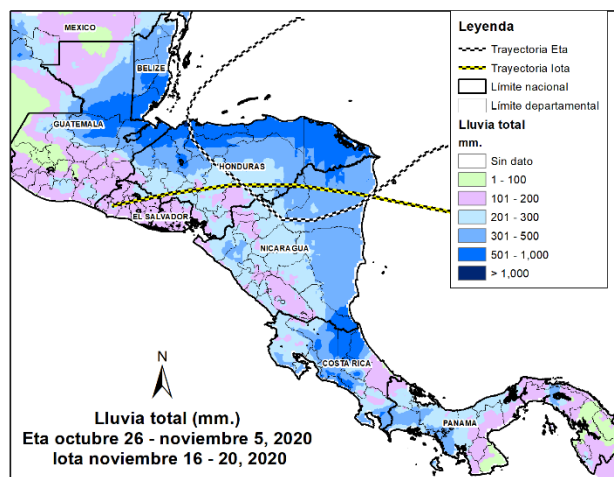 MEXICO
BELIZE
GUATEMALA
HONDURAS
EL SALVADOR
NICARAGUA
COSTA RICA
PANAMA
Leyenda
Trayectoria Eta
Trayectoria Iota
Límite nacional
Límite departamental
Lluvia total
mm.
Sin dato
1 - 100
101 - 200
201 - 300
301 - 500
501 - 1,000
> 1,000
N
Lluvia total (mm.)
Eta octubre 26 - noviembre 5, 2020
Iota noviembre 16 - 20, 2020